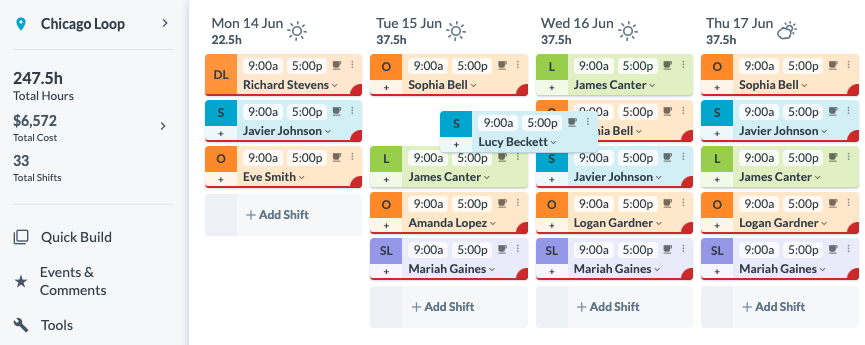 Chicago Loop
247.5h
Total Hours
$6,572
Total Cost
33
Total Shifts
Quick Build
Events &
Comments
Tools
Mon 14 Jun
22.5h
DL 9:00a 5:00p
Richard Stevens
S 9:00a 5:00p
+ Javier Johnson
O 9:00a 5:00p
+ Eve Smith
+ Add Shift
Tue 15 Jun
37.5h
O 9:00a 5:00p
+ Sophia Bell
S 9:00a 5:00p
+ Lucy Beckett
L 9:00a 5:00p
+ James Canter
O 9:00a 5:00p
+ Amanda Lopez
SL 9:00a 5:00p
+ Mariah Gaines
+ Add Shift
Wed 16 Jun
37.5h
L 9:00a 5:00p
+ James Canter
5:00p
Bell
S 9:00a 5:00p
+ Javier Johnson
O 9:00a 5:00p
+ Logan Gardner
SL 9:00a 5:00p
+ Mariah Gaines
+ Add Shift
Thu 17 Jun
37.5h
O 9:00a 5:00p
+ Sophia Bell
S 9:00a 5:00p
+ Javier Johnson
L 9:00a 5:00p
+ James Canter
O 9:00a 5:00p
+ Logan Gardner
SL 9:00a 5:00p
+ Mariah Gaines
+ Add Shift